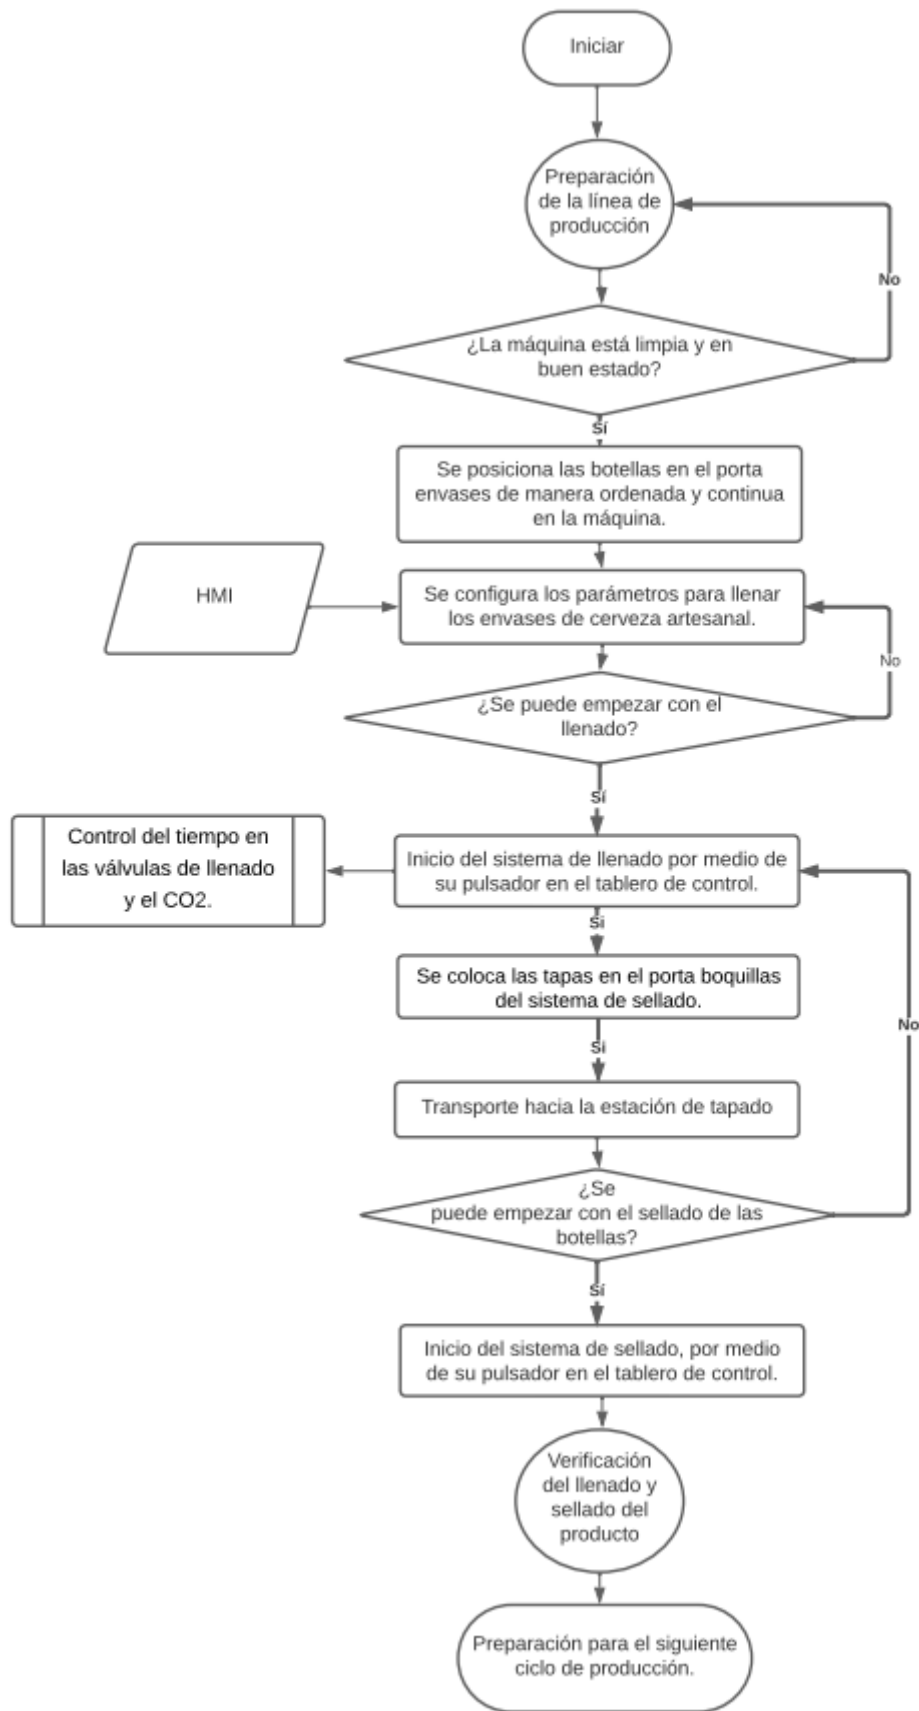 Iniciar
Preparación
de la línea de
producción
No
¿La máquina está limpia y en
buen estado?
Sí
Se posiciona las botellas en el porta
envases de manera ordenada y continua
en la máquina.
HMI
Se configura los parámetros para llenar
los envases de cerveza artesanal.
No
¿Se puede empezar con el
llenado?
Sí
Control del tiempo en
las válvulas de llenado
y el CO2.
Inicio del sistema de llenado por medio de
su pulsador en el tablero de control.
Si
Se coloca las tapas en el porta boquillas
del sistema de sellado.
No
Si
Transporte hacia la estación de tapado
¿Se
puede empezar con el sellado de las
botellas?
Sí
Inicio del sistema de sellado, por medio
de su pulsador en el tablero de control.
Verificación
del llenado y
sellado del
producto
Preparación para el siguiente
ciclo de producción.